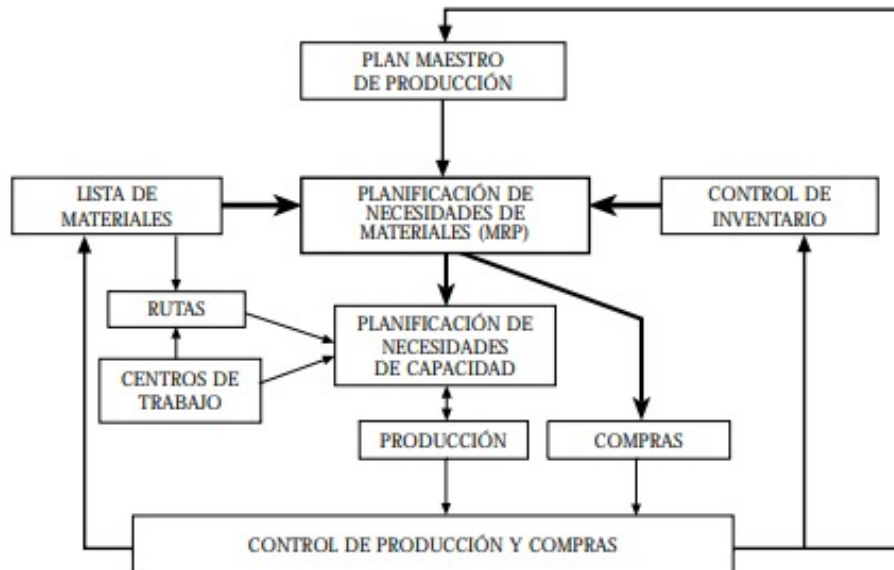 PLAN MAESTRO
DE PRODUCCIÓN
LISTA DE
MATERIALES
PLANIFICACIÓN DE
NECESIDADES DE
MATERIALES (MRP)
CONTROL DE
INVENTARIO
RUTAS
PLANIFICACIÓN DE
NECESIDADES
DE CAPACIDAD
CENTROS DE
TRABAJO
PRODUCCIÓN
COMPRAS
CONTROL DE PRODUCCIÓN Y COMPRAS